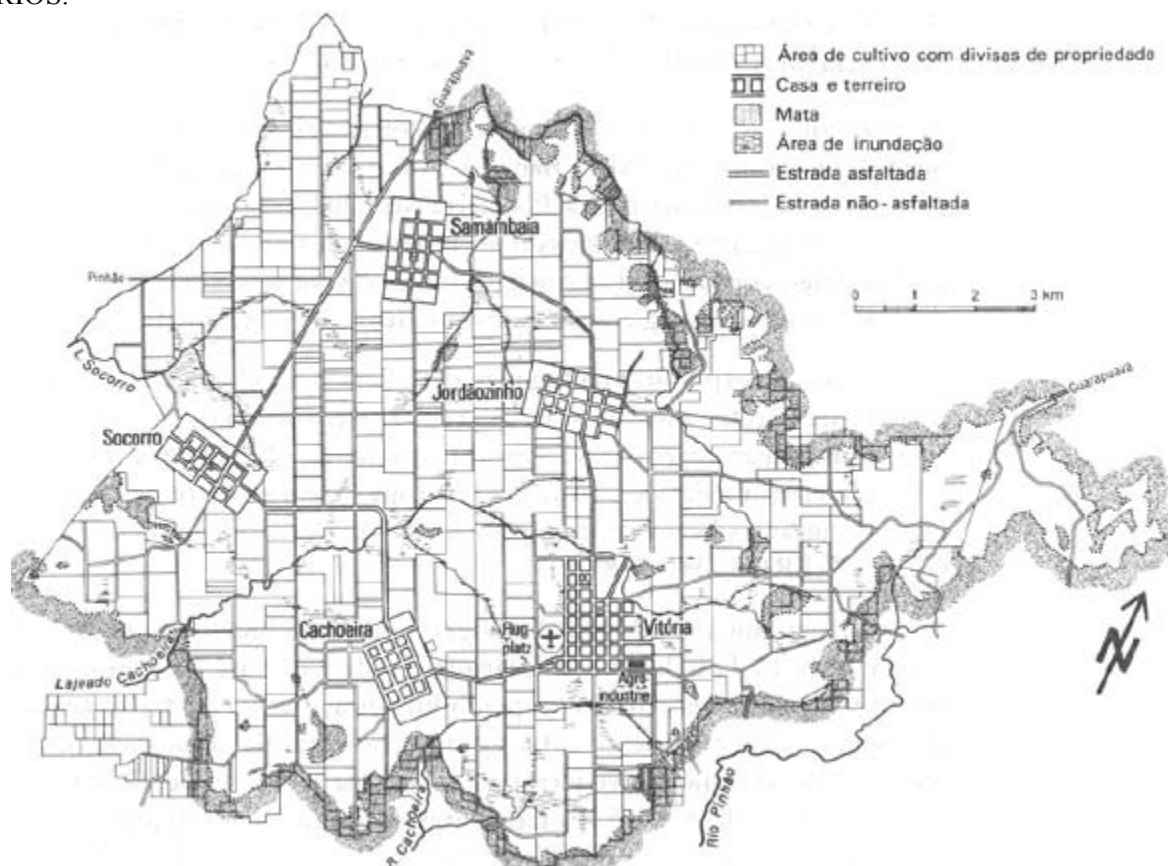 RIOS.
Área de cultivo com divisas de propriedada
Casa e terreiro
Mata
Área de inundação
Estrada asfaltada
Estrada não-asfaltada
Guarapuava
Samambaia
Pinhão
0 1 2 3 km
L. Socorro
Jordãozinho
Guarapuava
Socorro
Cachoeira
Flug-
platz
Vitória
Agro-
industrie
Lajeado Cachoeira
R. Cachoeira
Rio Pinhão
N